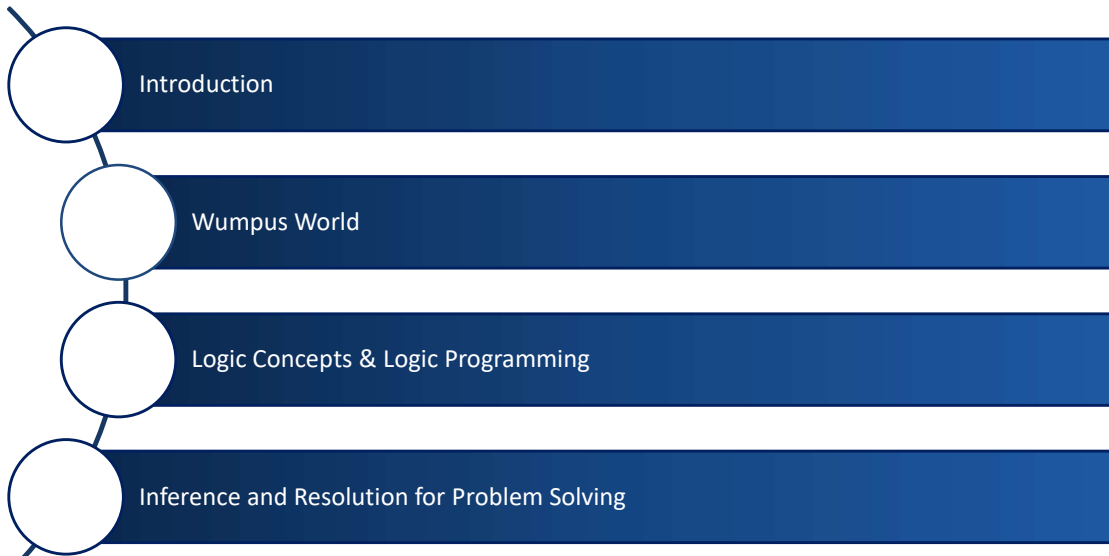 Introduction
Wumpus World
Logic Concepts & Logic Programming
Inference and Resolution for Problem Solving